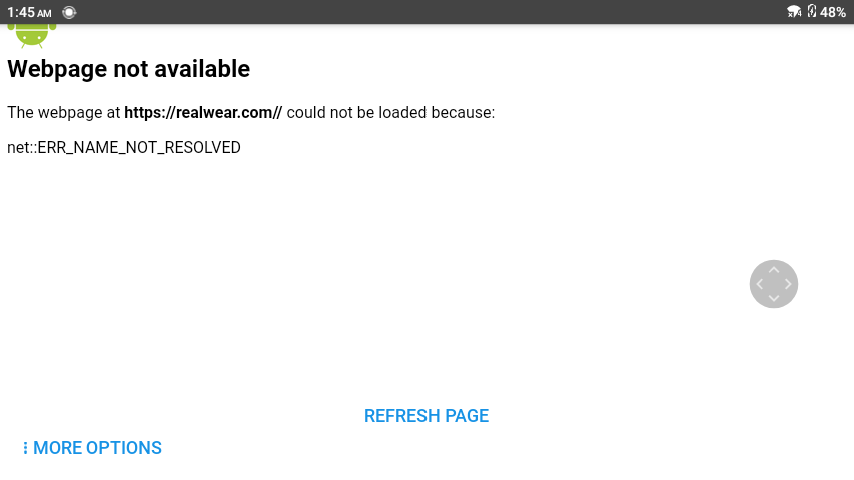 1:45 AM 48%
Webpage not available
The webpage at https://realwear.com// could not be loaded because:
net::ERR_NAME_NOT_RESOLVED
REFRESH PAGE
MORE OPTIONS